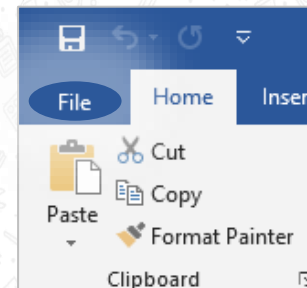 File Home Inser
Cut
Copy
Paste
Format Painter
Clipboard